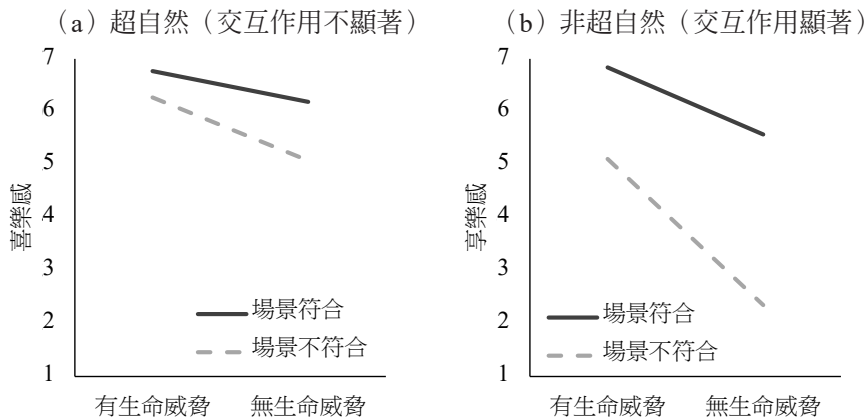 (a)超自然(交互作用不顯著)
7
6
5
4
3
2
1
喜樂感
場景符合
場景不符合
有生命威脅 無生命威脅
(b)非超自然(交互作用顯著)
7
6
5
4
3
2
1
享樂感
場景符合
場景不符合
有生命威脅 無生命威脅